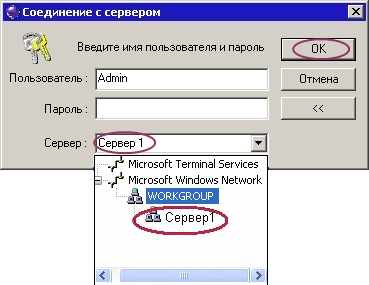 Соединение с сервером
Введите имя пользователя и пароль
OK
Пользователь :
Admin
Отмена
Пароль :
<<
Сервер :
Сервер 1
Microsoft Terminal Services
Microsoft Windows Network
WORKGROUP
Сервер1